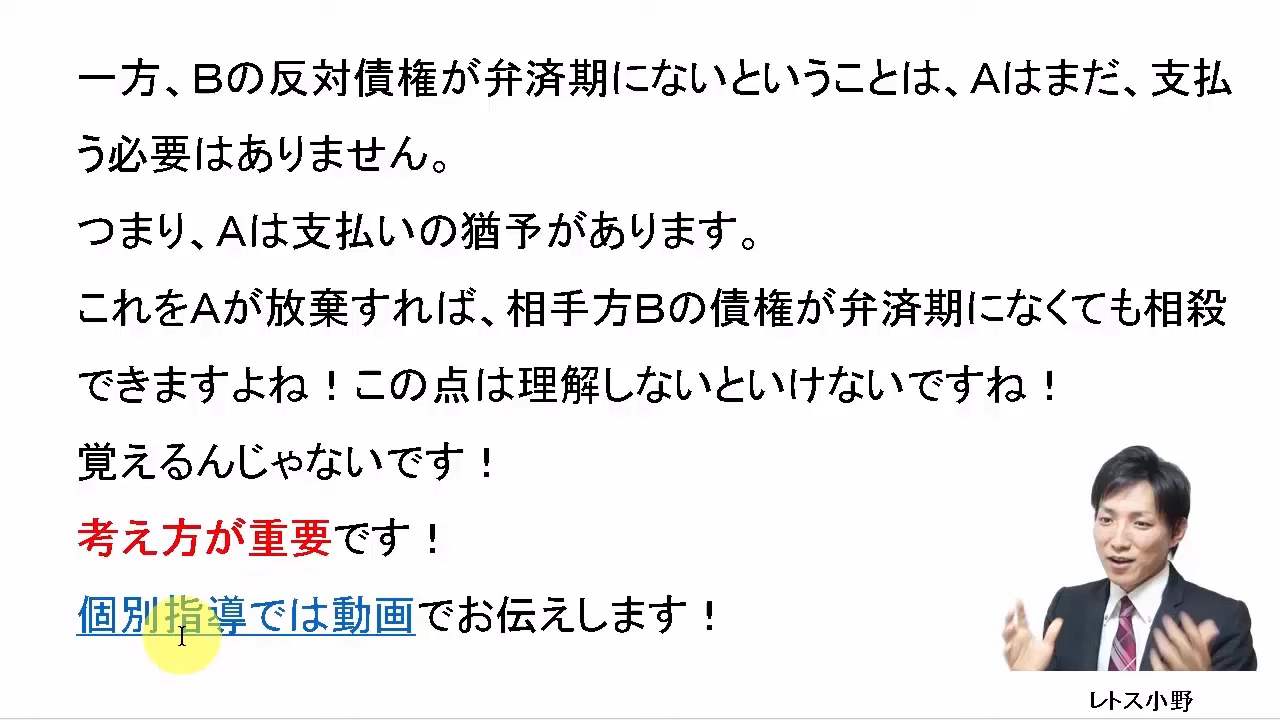 一方、Ｂの反対債権が弁済期にないということは、Ａはまだ、支払
う必要はありません。
つまり、Ａは支払いの猶予があります。
これをＡが放棄すれば、相手方Ｂの債権が弁済期になくても相殺
できますよね！この点は理解しないといけないですね！
覚えるんじゃないです！
考え方が重要です！
個別指導では動画でお伝えします！
レトス小野